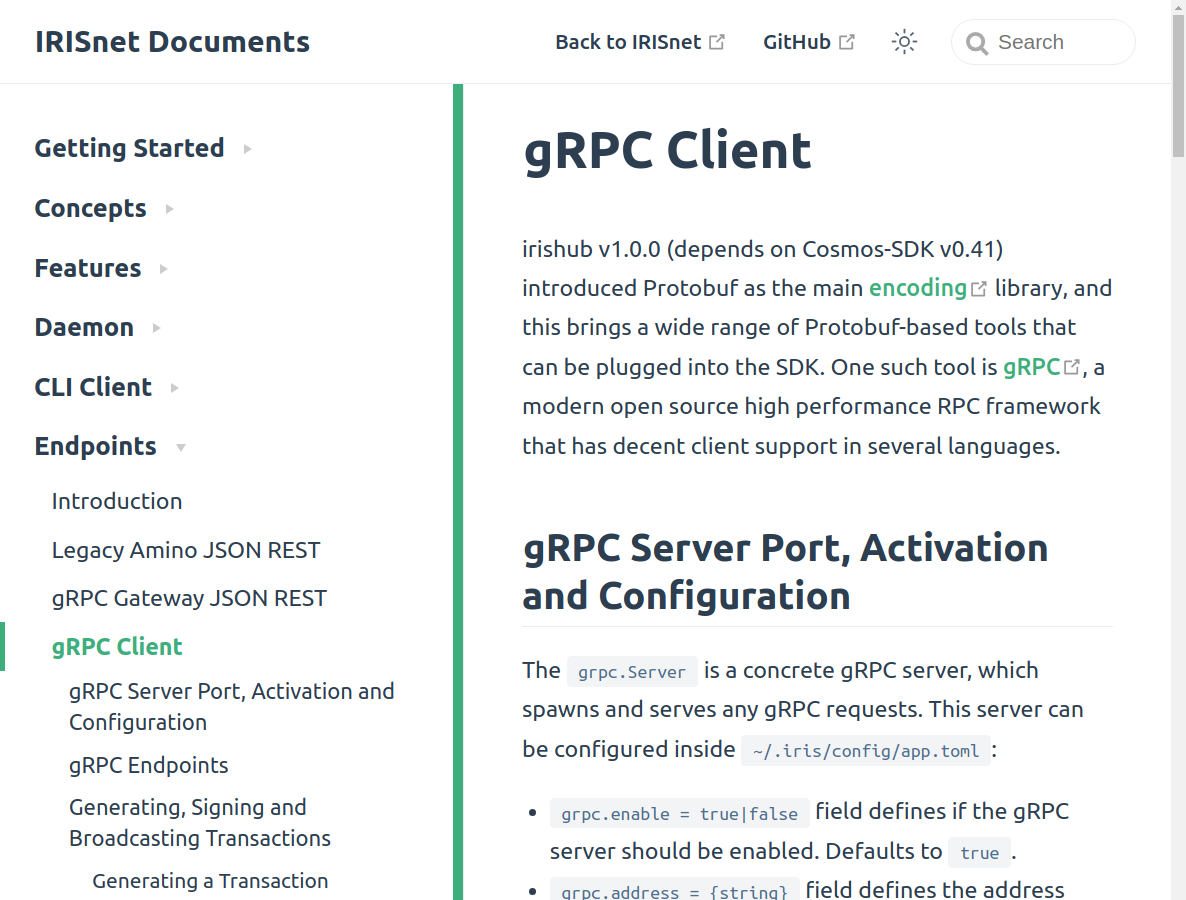 IRISnet Documents
Back to IRISnet
GitHub
Search
Getting Started
Concepts
Features
Daemon
CLI Client
Endpoints
Introduction
Legacy Amino JSON REST
gRPC Gateway JSON REST
gRPC Client
gRPC Server Port, Activation and
Configuration
gRPC Endpoints
Generating, Signing and
Broadcasting Transactions
Generating a Transaction
gRPC Client
irishub v1.0.0 (depends on Cosmos-SDK v0.41)
introduced Protobuf as the main encoding library, and
this brings a wide range of Protobuf-based tools that
can be plugged into the SDK. One such tool is gRPC, a
modern open source high performance RPC framework
that has decent client support in several languages.
gRPC Server Port, Activation
and Configuration
The grpc.Server is a concrete gRPC server, which
spawns and serves any gRPC requests. This server can
be configured inside ~/.iris/config/app.toml :
• grpc.enable = true|false field defines if the gRPC
server should be enabled. Defaults to true .
• grpc.address = {string} field defines the address